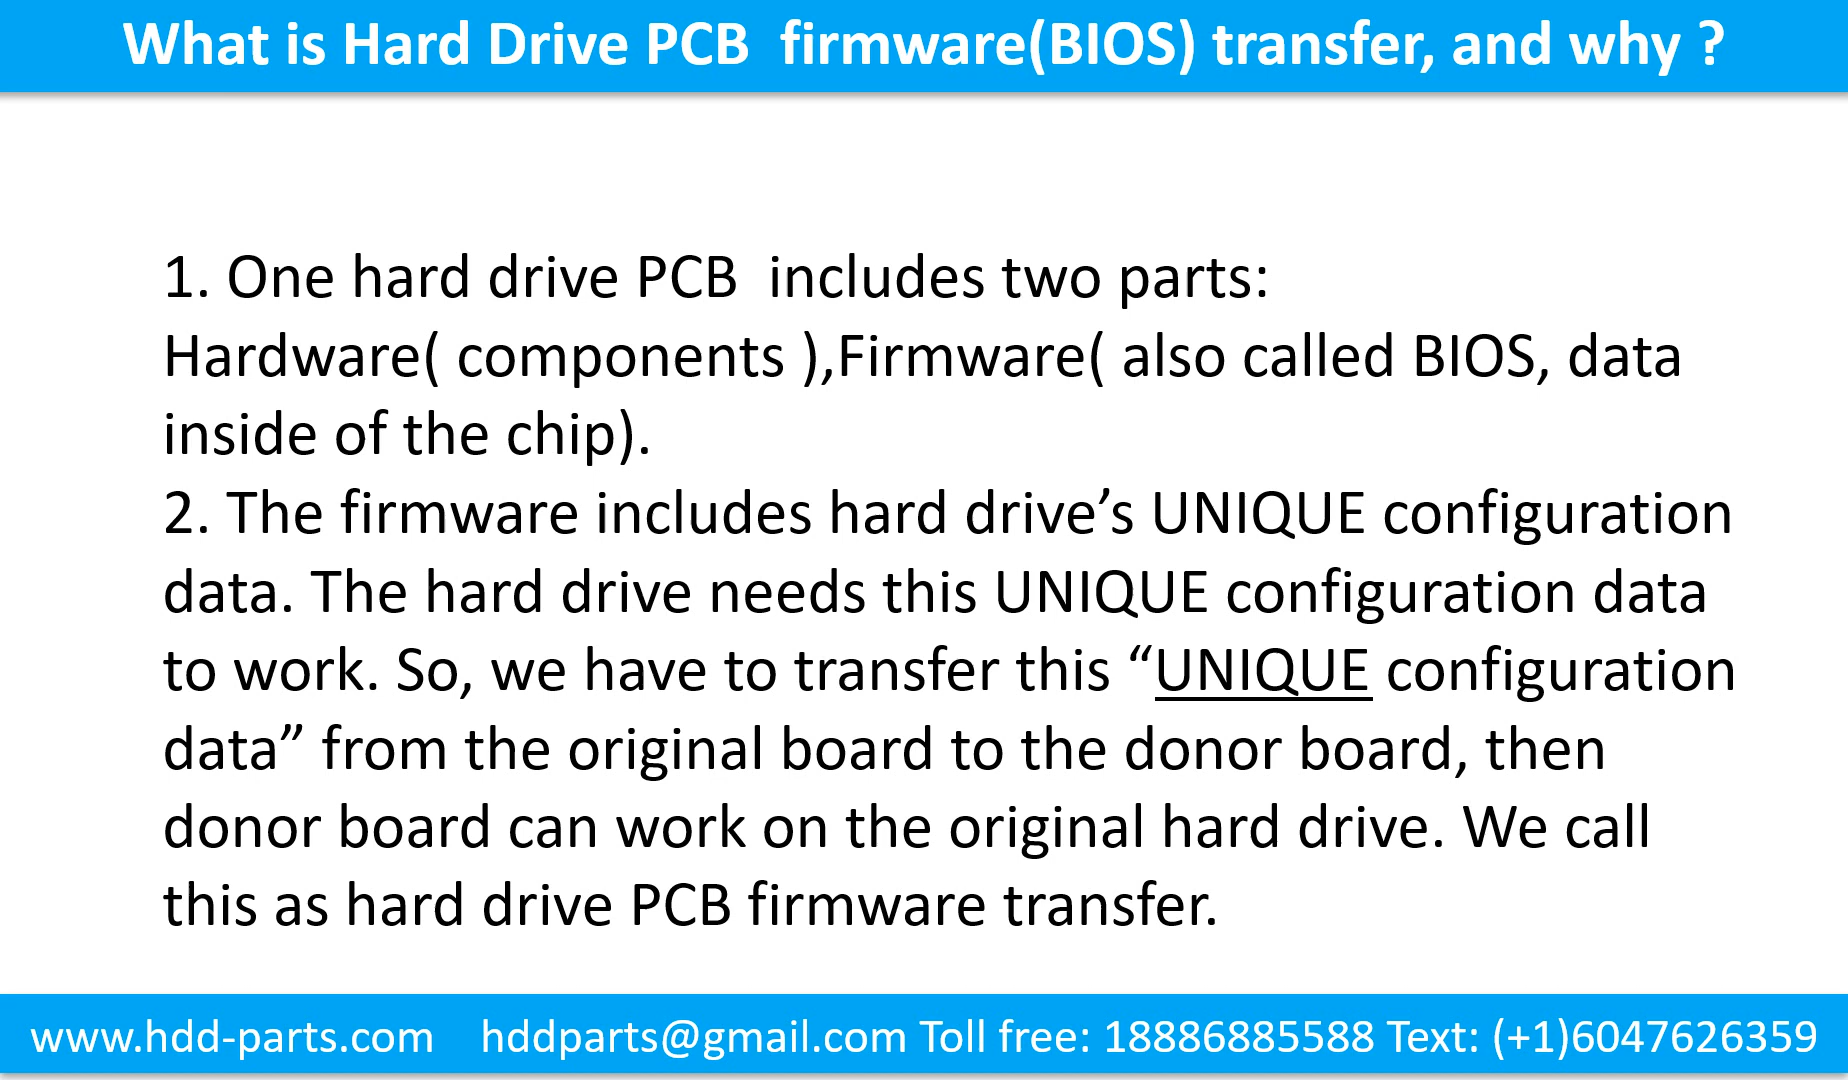 What is Hard Drive PCB  firmware(BIOS) transfer, and why ?
1. One hard drive PCB  includes two parts:
Hardware( components ),Firmware( also called BIOS, data
inside of the chip).
2. The firmware includes hard drive’s UNIQUE configuration
data. The hard drive needs this UNIQUE configuration data
to work. So, we have to transfer this “UNIQUE configuration
data” from the original board to the donor board, then
donor board can work on the original hard drive. We call
this as hard drive PCB firmware transfer.
www.hdd-parts.com    hddparts@gmail.com Toll free: 18886885588 Text: (+1)6047626359